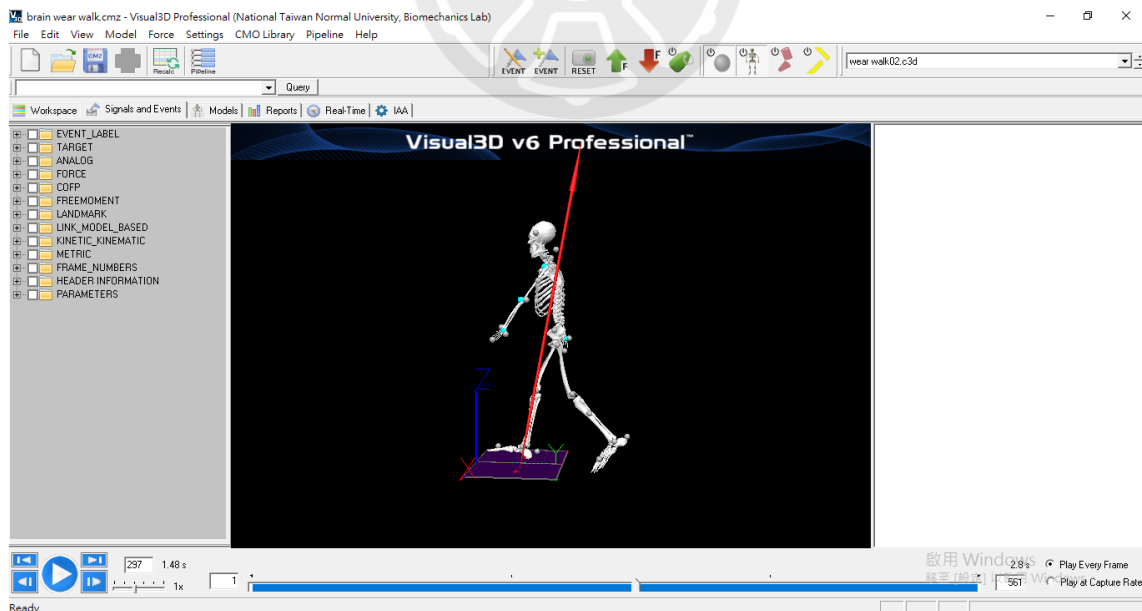 brain wear walk.cmz - Visual3D Professional (National Taiwan Normal University, Biomechanics Lab)
File Edit View Model Force Settings CMO Library Pipeline Help
CMZ
Recalc Pipeline
EVENT EVENT RESET F F
wear walk02.c3d
Query
Workspace Signals and Events Models Reports Real-Time IAA
EVENT_LABEL
TARGET
ANALOG
FORCE
COFP
FREEMOMENT
LANDMARK
LINK_MODEL_BASED
KINETIC_KINEMATIC
METRIC
FRAME_NUMBERS
HEADER INFORMATION
PARAMETERS
Visual3D v6 Professional™
Z
X Y
297 1.48 s
1x
1
啟用 Windows
2.8 s Play Every Frame
561 Play at Capture Rate
Ready